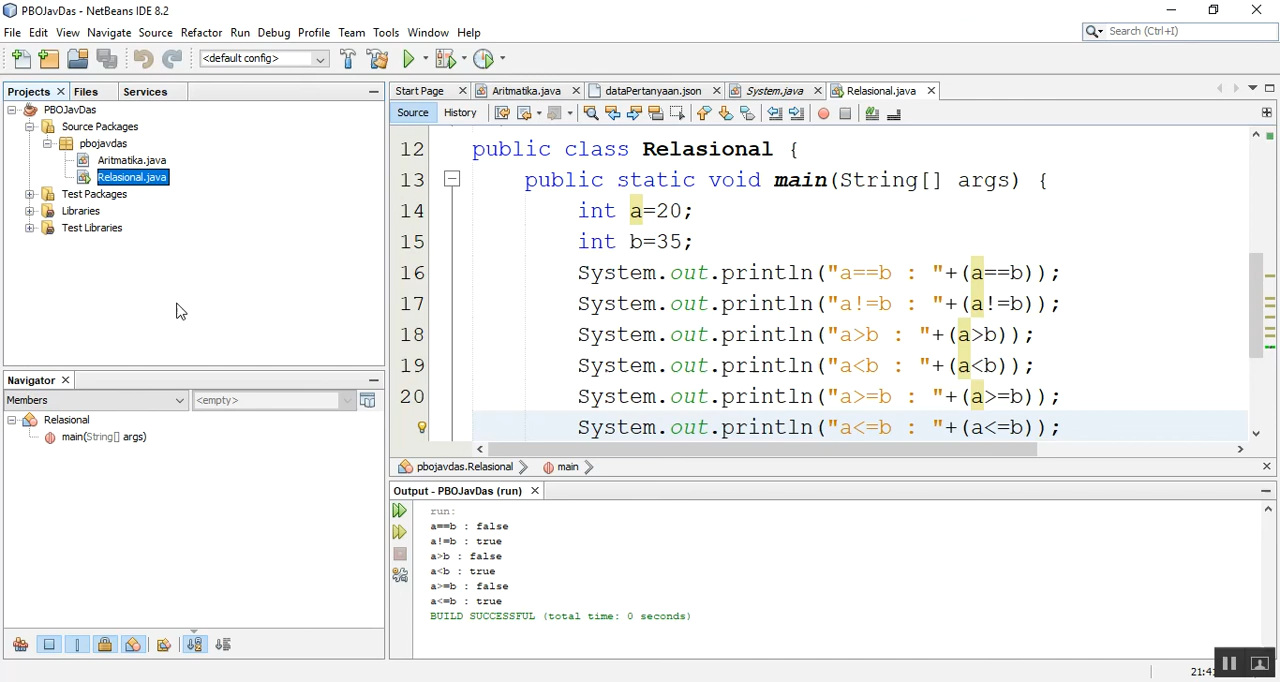 PBOJavDas - NetBeans IDE 8.2
File Edit View Navigate Source Refactor Run Debug Profile Team Tools Window Help
Search (Ctrl+I)
<default config>
Projects Files Services
PBOJavDas
Source Packages
pbojavdas
Aritmatika.java
Relasional.java
Test Packages
Libraries
Test Libraries
Navigator
Members <empty>
Relasional
main(String[] args)
Start Page Aritmatika.java dataPertanyaan.json System.java Relasional.java
Source History
12 public class Relasional {
13 public static void main(String[] args) {
14 int a=20;
15 int b=35;
16 System.out.println("a==b : "+(a==b));
17 System.out.println("a!=b : "+(a!=b));
18 System.out.println("a>b : "+(a>b));
19 System.out.println("a<b : "+(a<b));
20 System.out.println("a>=b : "+(a>=b));
System.out.println("a<=b : "+(a<=b));
pbojavdas.Relasional main
Output - PBOJavDas (run)
run:
a==b : false
a!=b : true
a>b : false
a<b : true
a>=b : false
a<=b : true
BUILD SUCCESSFUL (total time: 0 seconds)